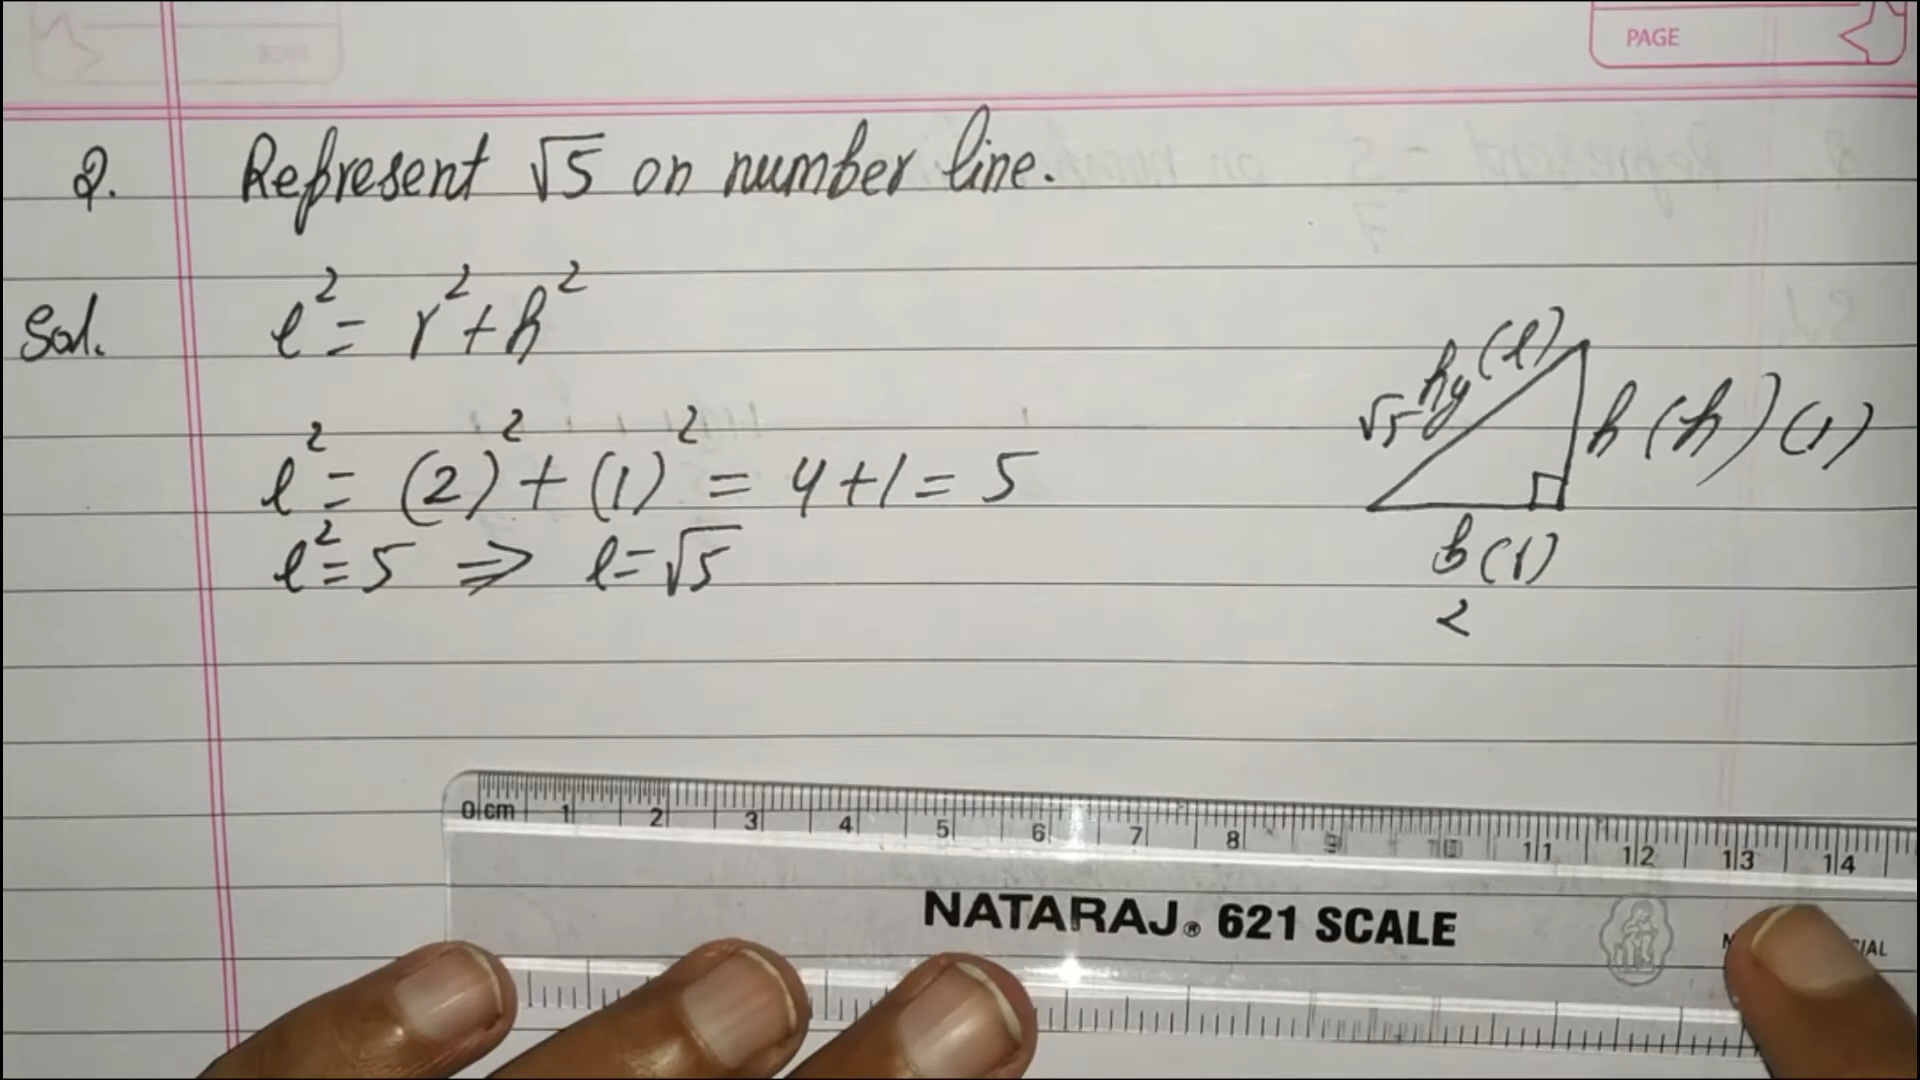 PAGE
Q. Represent √5 on number line.
Sol. l² = r² + h²
l² = (2)² + (1)² = 4+1 = 5
l² = 5 ⇒ l = √5
√5 hy (l)
h (h) (1)
b (r)
2
0 cm 1 2 3 4 5 6 7 8 9 10 11 12 13 14
NATARAJ® 621 SCALE